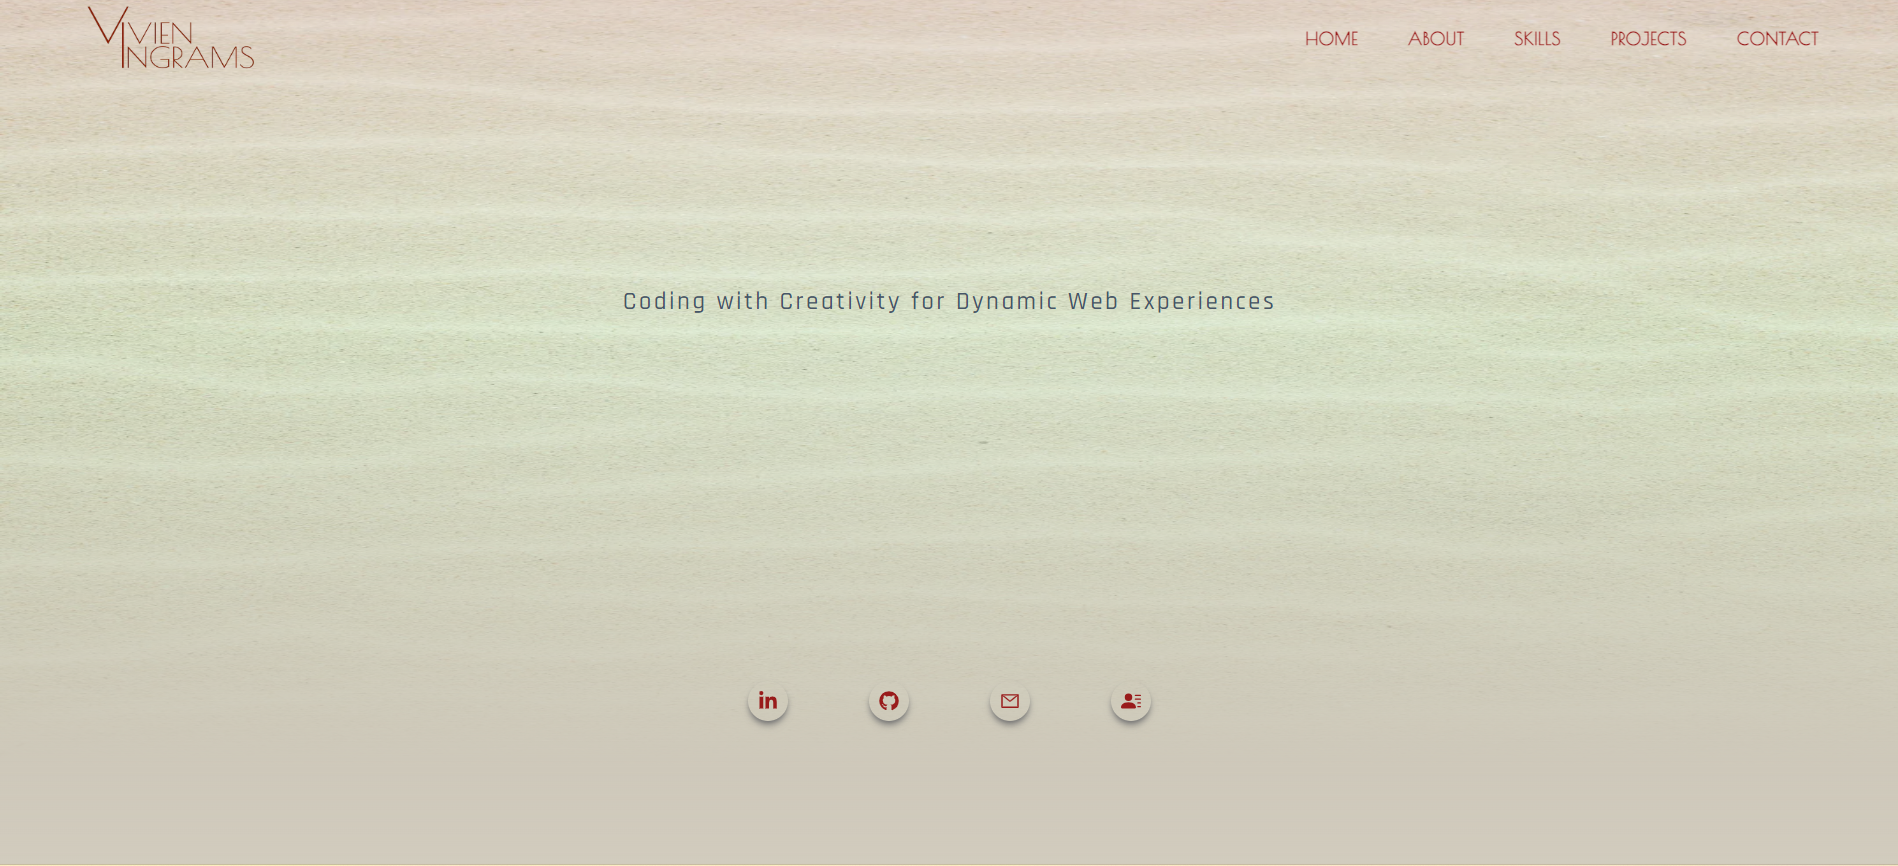 VIVIEN
INGRAMS
HOME ABOUT SKILLS PROJECTS CONTACT
Coding with Creativity for Dynamic Web Experiences
in